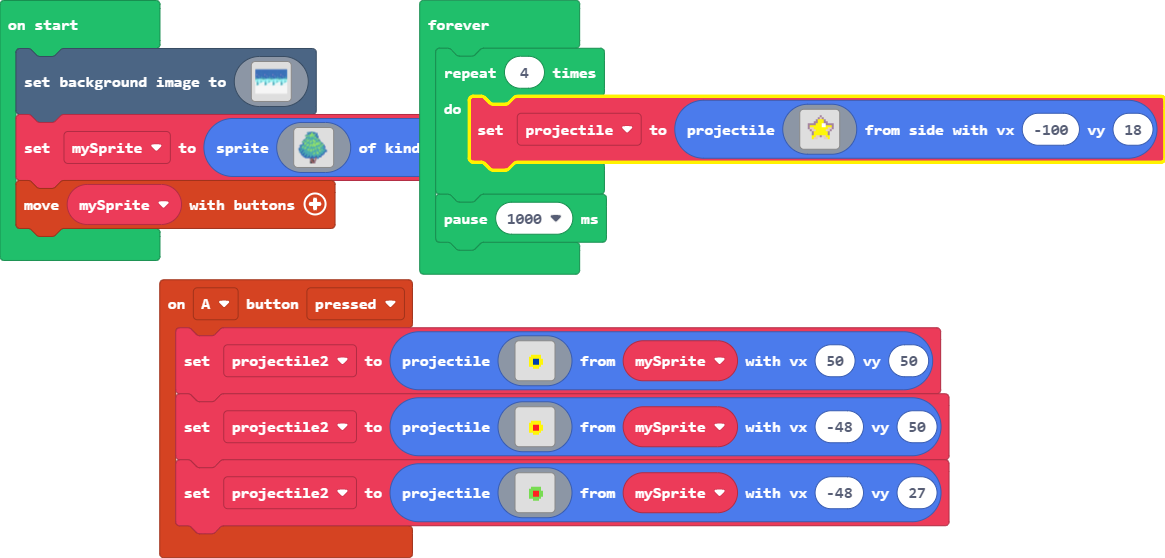 on start
set background image to
set mySprite to sprite of kind
move mySprite with buttons
forever
repeat 4 times
do
set projectile to projectile from side with vx -100 vy 18
pause 1000 ms
on A button pressed
set projectile2 to projectile from mySprite with vx 50 vy 50
set projectile2 to projectile from mySprite with vx -48 vy 50
set projectile2 to projectile from mySprite with vx -48 vy 27